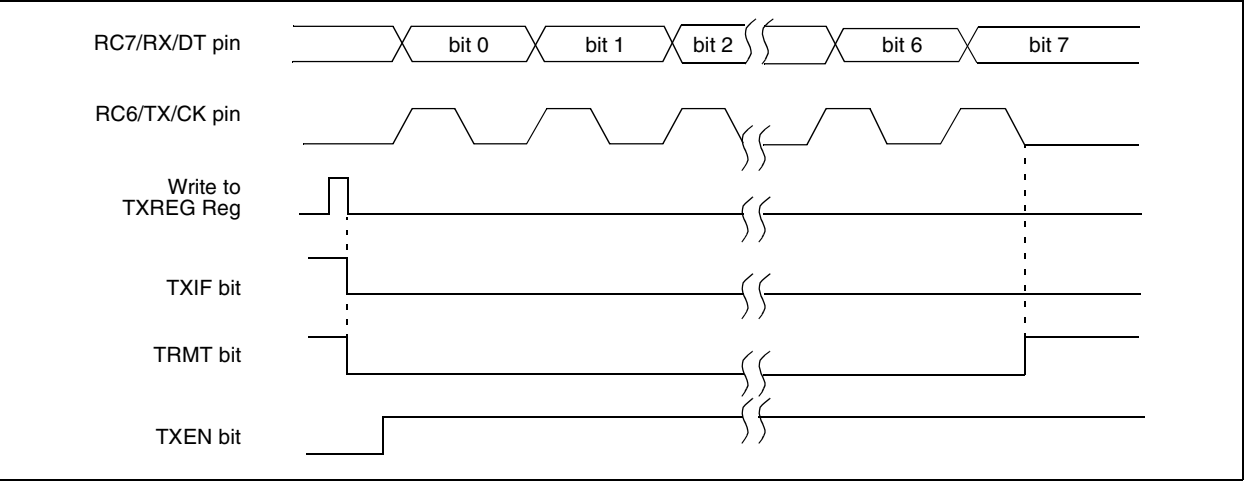 RC7/RX/DT pin
bit 0 bit 1 bit 2 bit 6 bit 7
RC6/TX/CK pin
Write to
TXREG Reg
TXIF bit
TRMT bit
TXEN bit